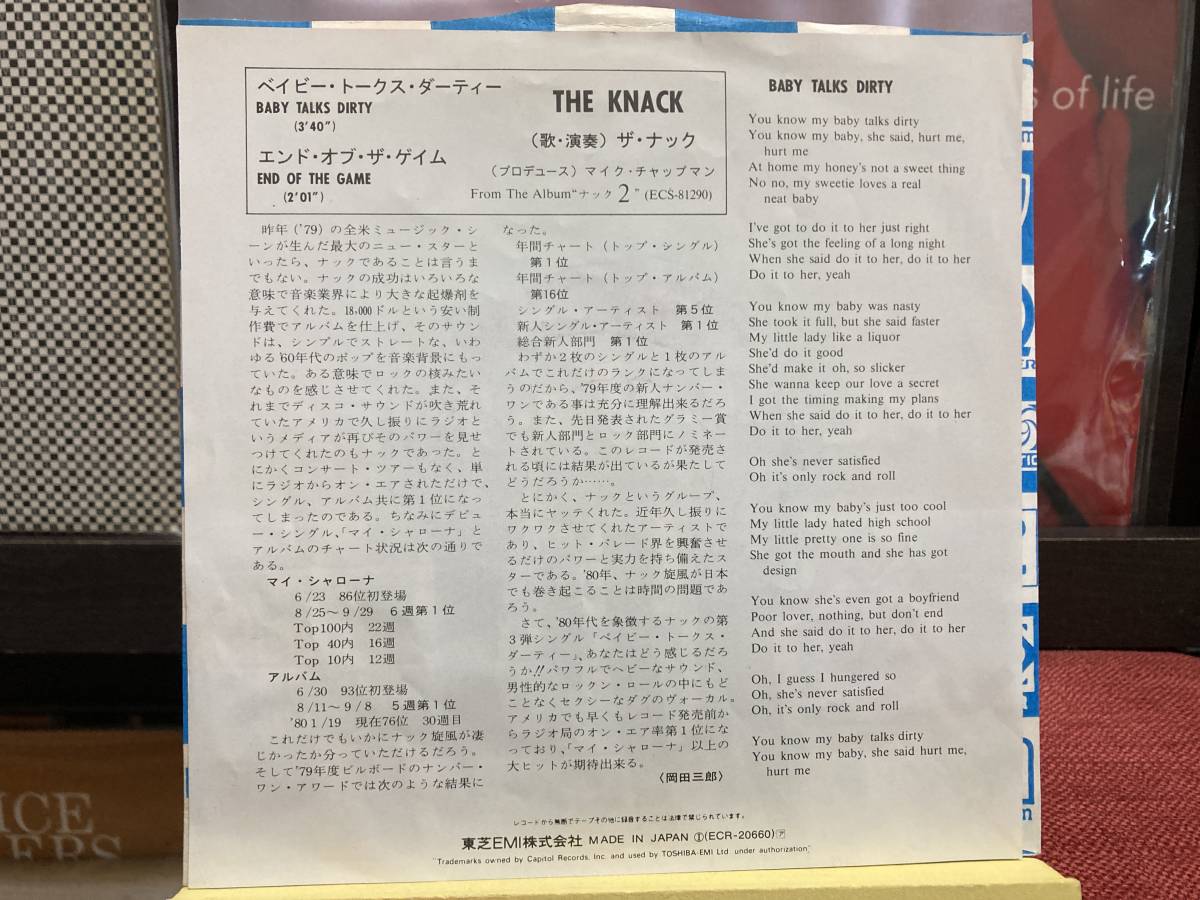 ベイビー・トークス・ダーティー
BABY TALKS DIRTY
(3'40")
エンド・オブ・ザ・ゲイム
END OF THE GAME
(2'01")
THE KNACK
(歌・演奏) ザ・ナック
(プロデュース) マイク・チャップマン
From The Album“ナック 2 ” (ECS-81290)
昨年('79)の全米ミュージック・シ
ーンが生んだ最大のニュー・スターと
いったら、ナックであることは言うま
でもない。ナックの成功はいろいろな
意味で音楽業界により大きな起爆剤を
与えてくれた。18,000ドルという安い制
作費でアルバムを仕上げ、そのサウン
ドは、シンプルでストレートな、いわ
ゆる'60年代のポップを音楽背景にもっ
ていた。ある意味でロックの核みたい
なものを感じさせてくれた。また、そ
れまでディスコ・サウンドが吹き荒れ
ていたアメリカで久し振りにラジオと
いうメディアが再びそのパワーを見せ
つけてくれたのもナックであった。と
にかくコンサート・ツアーもなく、単
にラジオからオン・エアされただけで、
シングル、アルバム共に第1位になっ
てしまったのである。ちなみにデビュ
ー・シングル、「マイ・シャローナ」と
アルバムのチャート状況は次の通りで
ある。
マイ・シャローナ
6/23 86位初登場
8/25〜9/29 6週第1位
Top100内 22週
Top 40内 16週
Top 10内 12週
アルバム
6/30 93位初登場
8/11〜9/8 5週第1位
'80 1/19 現在76位 30週目
これだけでもいかにナック旋風が凄
じかったか分っていただけるだろう。
そして'79年度ビルボードのナンバー・
ワン・アワードでは次のような結果に
なった。
年間チャート(トップ・シングル)
第1位
年間チャート(トップ・アルバム)
第16位
シングル・アーティスト 第5位
新人シングル・アーティスト 第1位
総合新人部門 第1位
わずか2枚のシングルと1枚のアル
バムでこれだけのランクになってしま
うのだから、'79年度の新人ナンバー・
ワンである事は充分に理解出来るだろ
う。また、先日発表されたグラミー賞
でも新人部門とロック部門にノミネー
トされている。このレコードが発売さ
れる頃には結果が出ているが果たして
どうだろうか……。
とにかく、ナックというグループ、
本当にヤッテくれた。近年久し振りに
ワクワクさせてくれたアーティストで
あり、ヒット・パレード界を興奮させ
るだけのパワーと実力を持ち備えたス
ターである。'80年、ナック旋風が日本
でも巻き起こることは時間の問題であ
ろう。
さて、'80年代を象徴するナックの第
3弾シングル「ベイビー・トークス・
ダーティー」、あなたはどう感じるだろ
うか!!パワフルでヘビーなサウンド、
男性的なロックン・ロールの中にもど
ことなくセクシーなダグのヴォーカル。
アメリカでも早くもレコード発売前か
らラジオ局のオン・エア率第1位にな
っており、「マイ・シャローナ」以上の
大ヒットが期待出来る。
〈岡田三郎〉
BABY TALKS DIRTY
You know my baby talks dirty
You know my baby, she said, hurt me,
hurt me
At home my honey's not a sweet thing
No no, my sweetie loves a real
neat baby
I've got to do it to her just right
She's got the feeling of a long night
When she said do it to her, do it to her
Do it to her, yeah
You know my baby was nasty
She took it full, but she said faster
My little lady like a liquor
She'd do it good
She'd make it oh, so slicker
She wanna keep our love a secret
I got the timing making my plans
When she said do it to her, do it to her
Do it to her, yeah
Oh she's never satisfied
Oh it's only rock and roll
You know my baby's just too cool
My little lady hated high school
My little pretty one is so fine
She got the mouth and she has got
design
You know she's even got a boyfriend
Poor lover, nothing, but don't end
And she said do it to her, do it to her
Do it to her, yeah
Oh, I guess I hungered so
Oh, she's never satisfied
Oh, it's only rock and roll
You know my baby talks dirty
You know my baby, she said hurt me,
hurt me
レコードから無断でテープその他に録音することは法律で禁じられています。
東芝EMI株式会社 MADE IN JAPAN Ⓘ(ECR-20660)㋐
"Trademarks owned by Capitol Records, Inc. and used by TOSHIBA-EMI Ltd. under authorization"
s of life
ICE
ERS